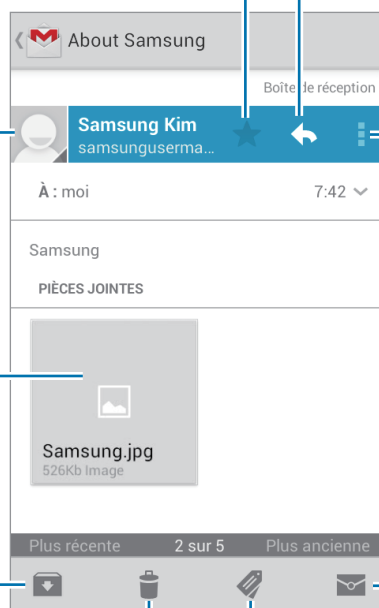 About Samsung
Boîte de réception
Samsung Kim
samsunguserma...
À : moi 7:42
Samsung
PIÈCES JOINTES
Samsung.jpg
526Kb Image
Plus récente 2 sur 5 Plus ancienne